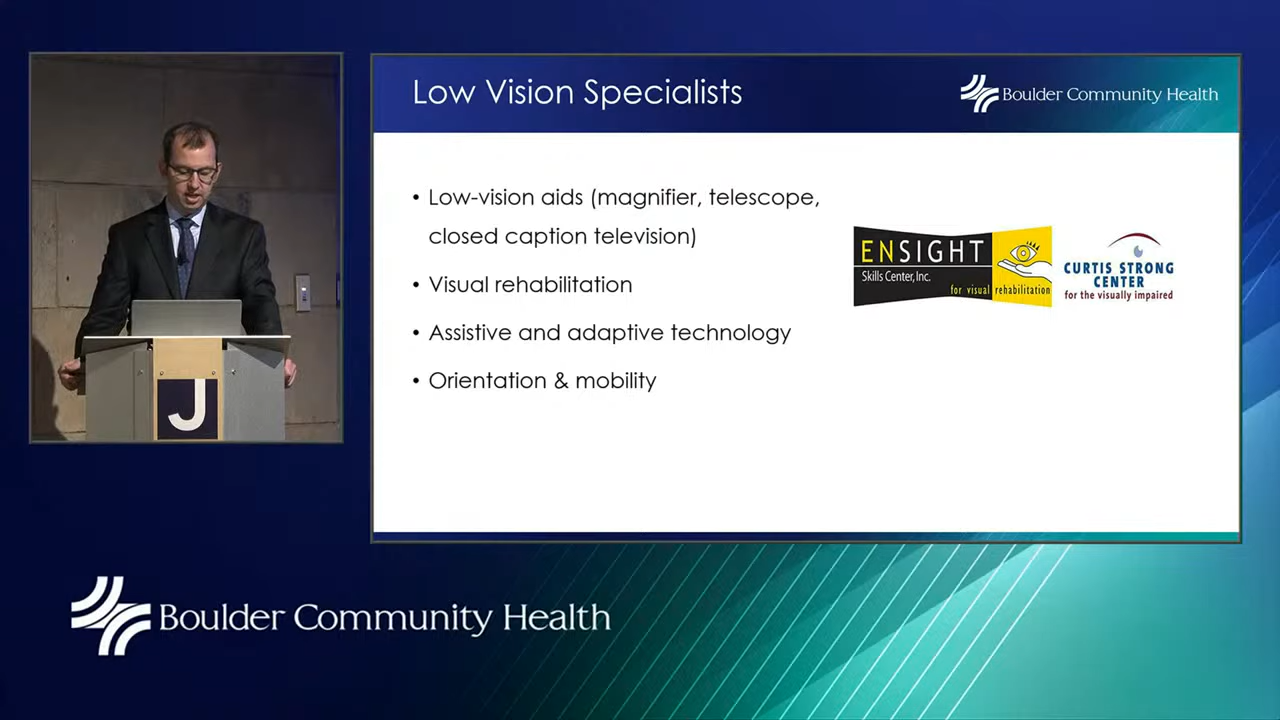 Low Vision Specialists
Boulder Community Health
• Low-vision aids (magnifier, telescope,
closed caption television)
• Visual rehabilitation
• Assistive and adaptive technology
• Orientation & mobility
ENSIGHT
Skills Center, Inc.
for visual rehabilitation
CURTIS STRONG
CENTER
for the visually impaired
J
Boulder Community Health